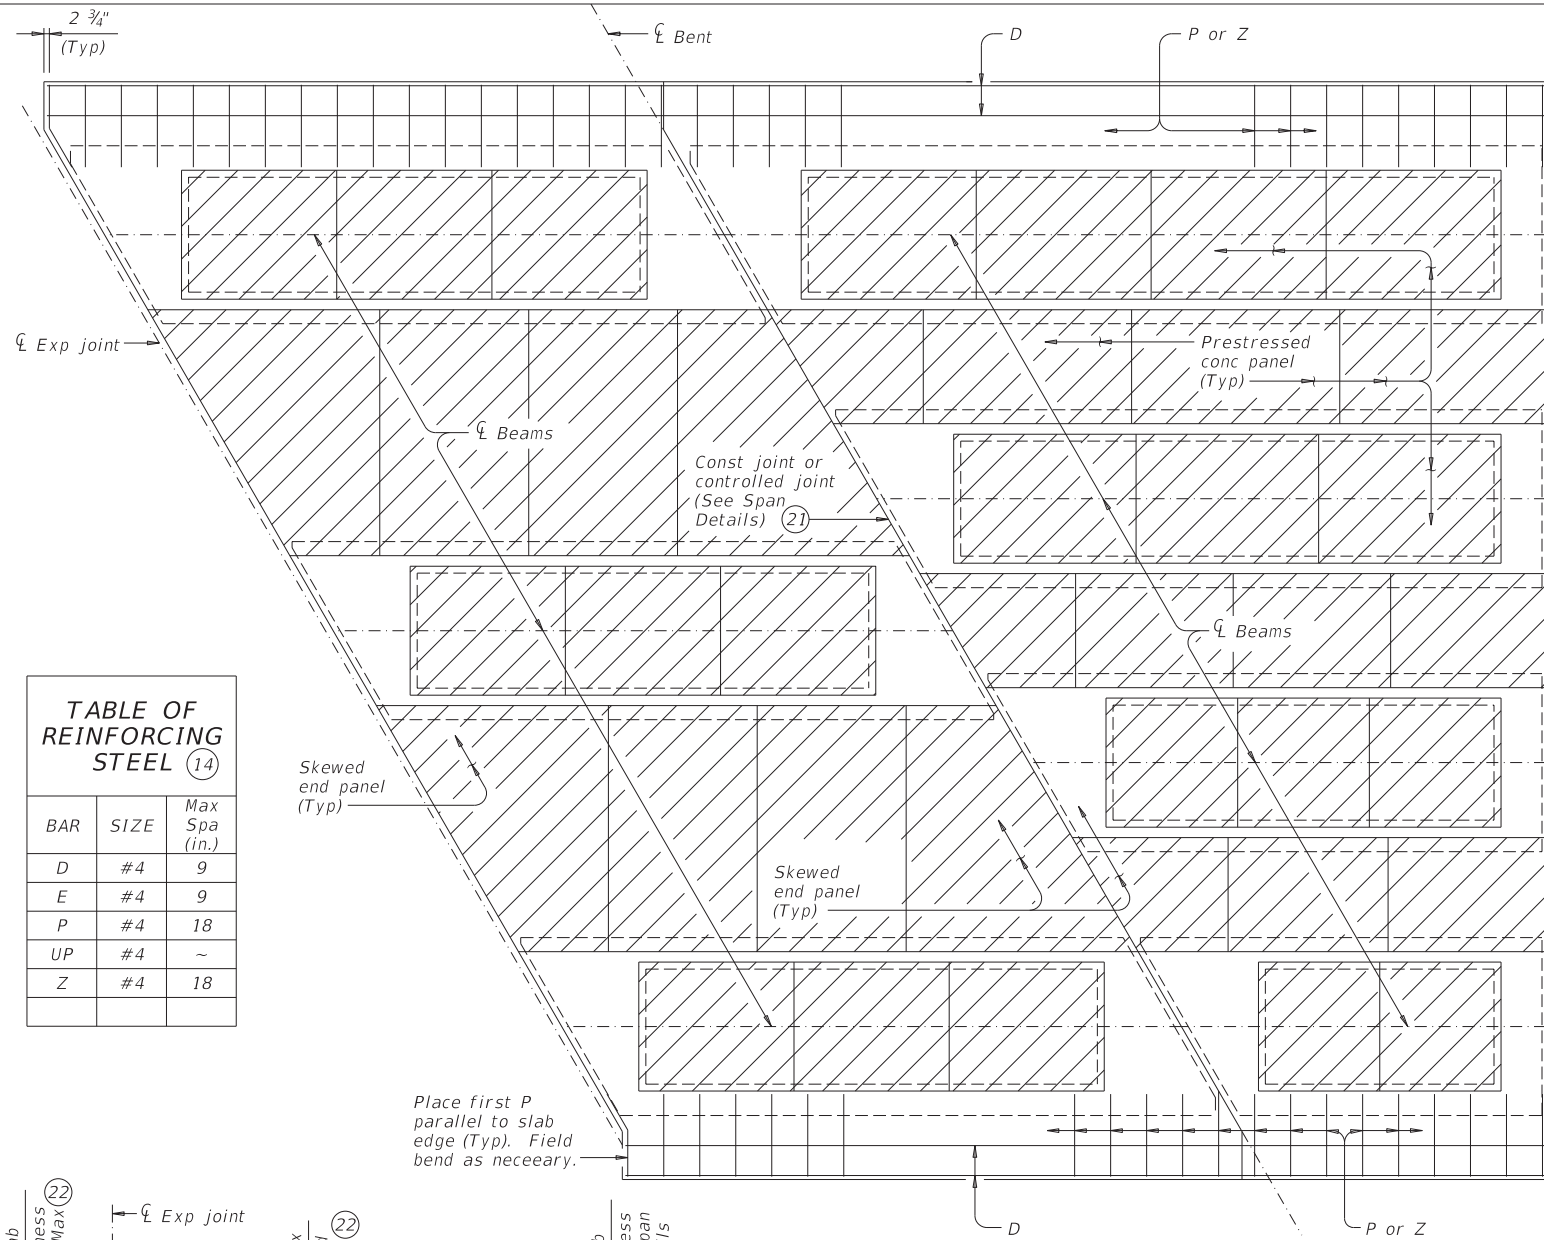 2 ¾"
(Typ)
℄ Bent
D
P or Z
℄ Exp joint
Prestressed
conc panel
(Typ)
℄ Beams
Const joint or
controlled joint
(See Span
Details) 21
℄ Beams
TABLE OF
REINFORCING
STEEL 14
BAR SIZE Max Spa (in.)
D #4 9
E #4 9
P #4 18
UP #4 ~
Z #4 18
Skewed
end panel
(Typ)
Skewed
end panel
(Typ)
Place first P
parallel to slab
edge (Typ). Field
bend as neceeary.
22
Max
℄ Exp joint
22
D
P or Z